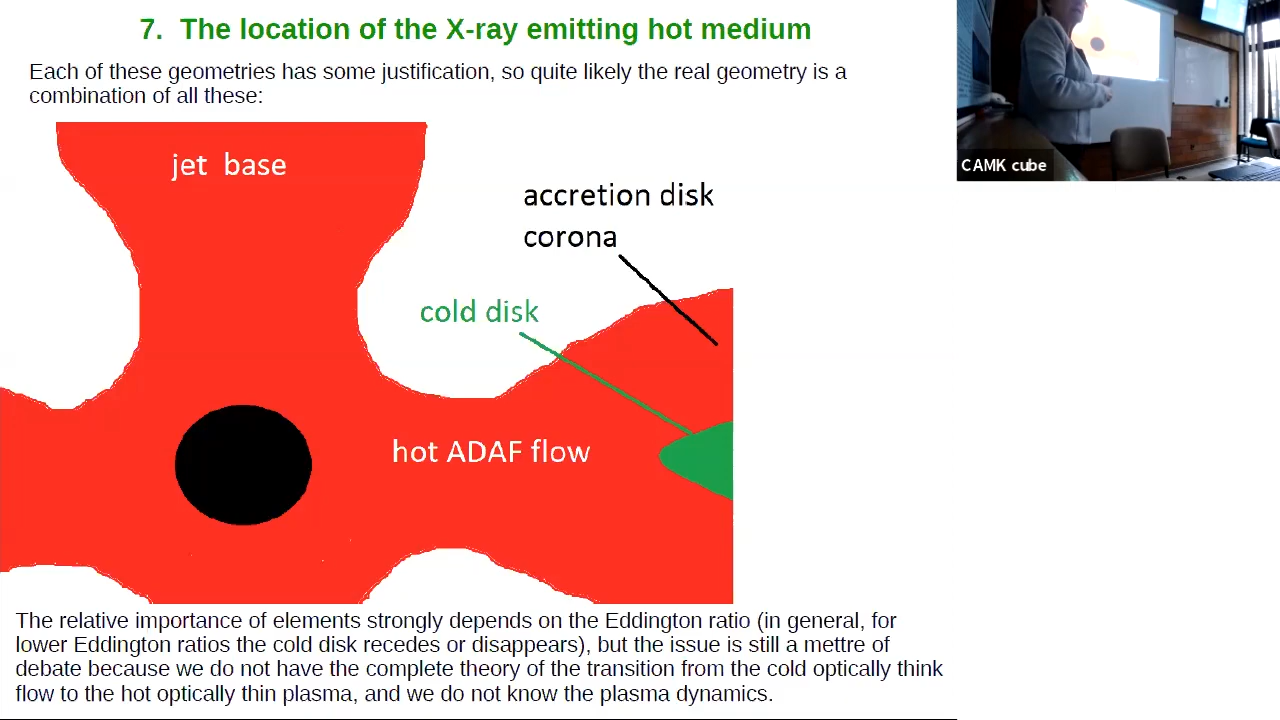 7. The location of the X-ray emitting hot medium
Each of these geometries has some justification, so quite likely the real geometry is a
combination of all these:
jet base
accretion disk
corona
cold disk
hot ADAF flow
The relative importance of elements strongly depends on the Eddington ratio (in general, for
lower Eddington ratios the cold disk recedes or disappears), but the issue is still a mettre of
debate because we do not have the complete theory of the transition from the cold optically think
flow to the hot optically thin plasma, and we do not know the plasma dynamics.
CAMK cube